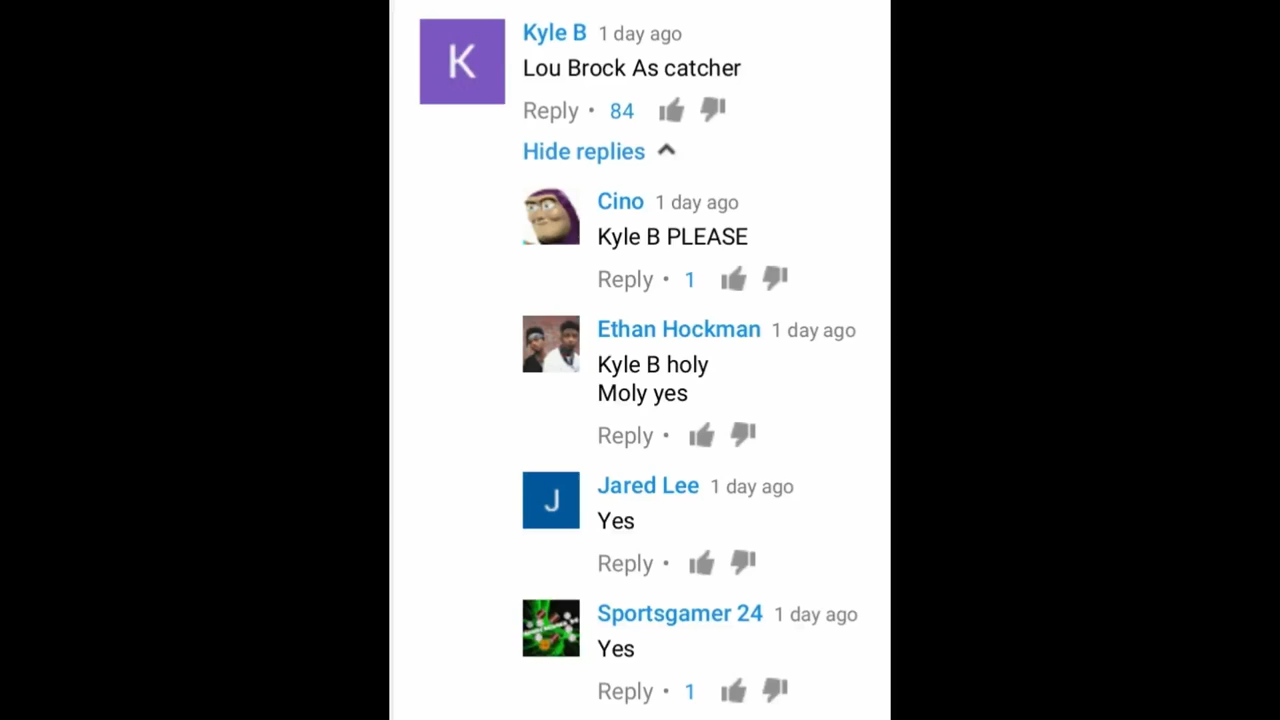 K
Kyle B 1 day ago
Lou Brock As catcher
Reply • 84
Hide replies
Cino 1 day ago
Kyle B PLEASE
Reply • 1
Ethan Hockman 1 day ago
Kyle B holy
Moly yes
Reply •
J
Jared Lee 1 day ago
Yes
Reply •
Sportsgamer 24 1 day ago
Yes
Reply • 1